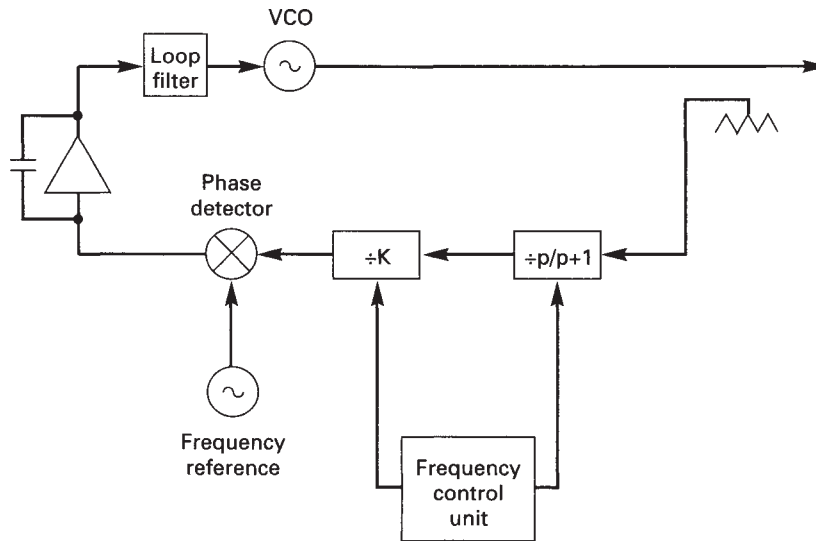 VCO
Loop
filter
Phase
detector
÷K
÷p/p+1
Frequency
reference
Frequency
control
unit